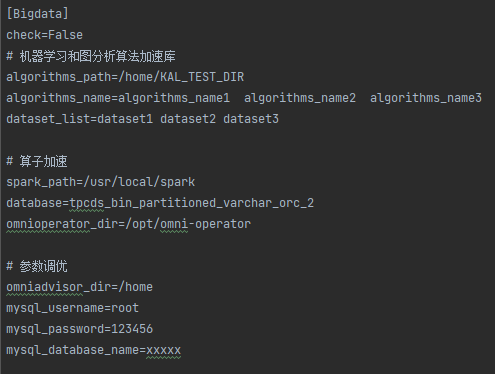 [Bigdata]
check=False
# 机器学习和图分析算法加速库
algorithms_path=/home/KAL_TEST_DIR
algorithms_name=algorithms_name1  algorithms_name2  algorithms_name3
dataset_list=dataset1 dataset2 dataset3
# 算子加速
spark_path=/usr/local/spark
database=tpcds_bin_partitioned_varchar_orc_2
omnioperator_dir=/opt/omni-operator
# 参数调优
omniadvisor_dir=/home
mysql_username=root
mysql_password=123456
mysql_database_name=xxxxx